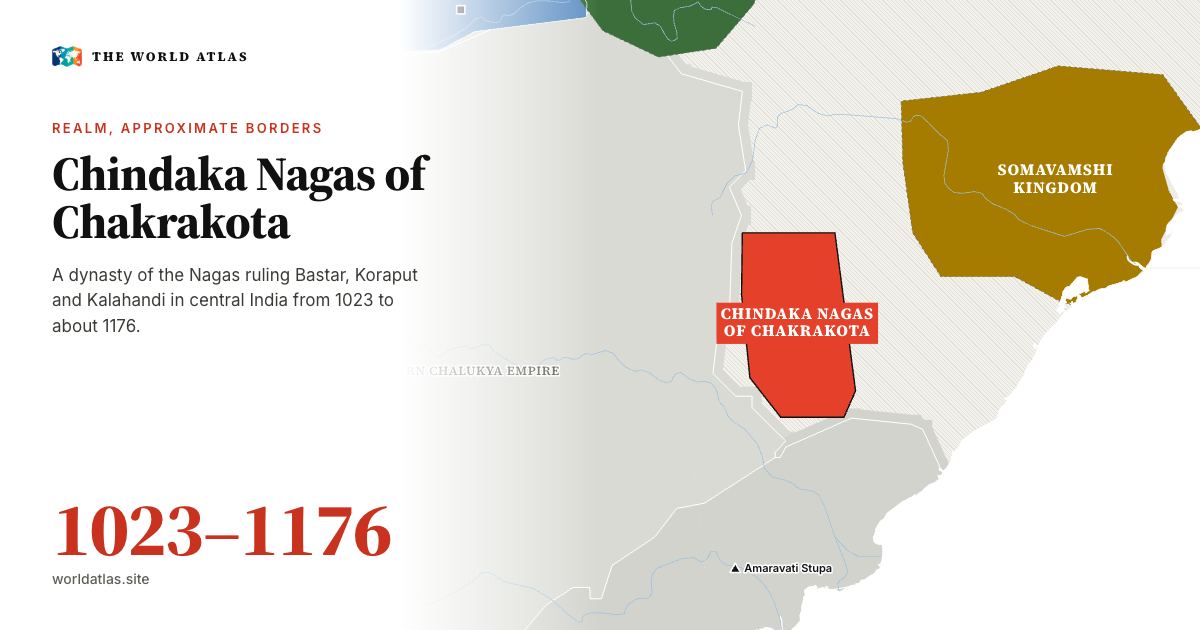 THE WORLD ATLAS
REALM, APPROXIMATE BORDERS
Chindaka Nagas of
Chakrakota
A dynasty of the Nagas ruling Bastar, Koraput
and Kalahandi in central India from 1023 to
about 1176.
1023–1176
worldatlas.site
SOMAVAMSHI
KINGDOM
CHINDAKA NAGAS
OF CHAKRAKOTA
CHALUKYA EMPIRE
Amaravati Stupa